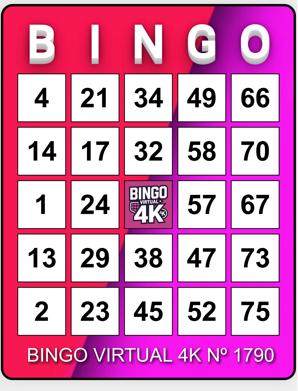 BINGO
4 21 34 49 66
14 17 32 58 70
1 24 BINGO VIRTUAL 4K 57 67
13 29 38 47 73
2 23 45 52 75
BINGO VIRTUAL 4K Nº 1790